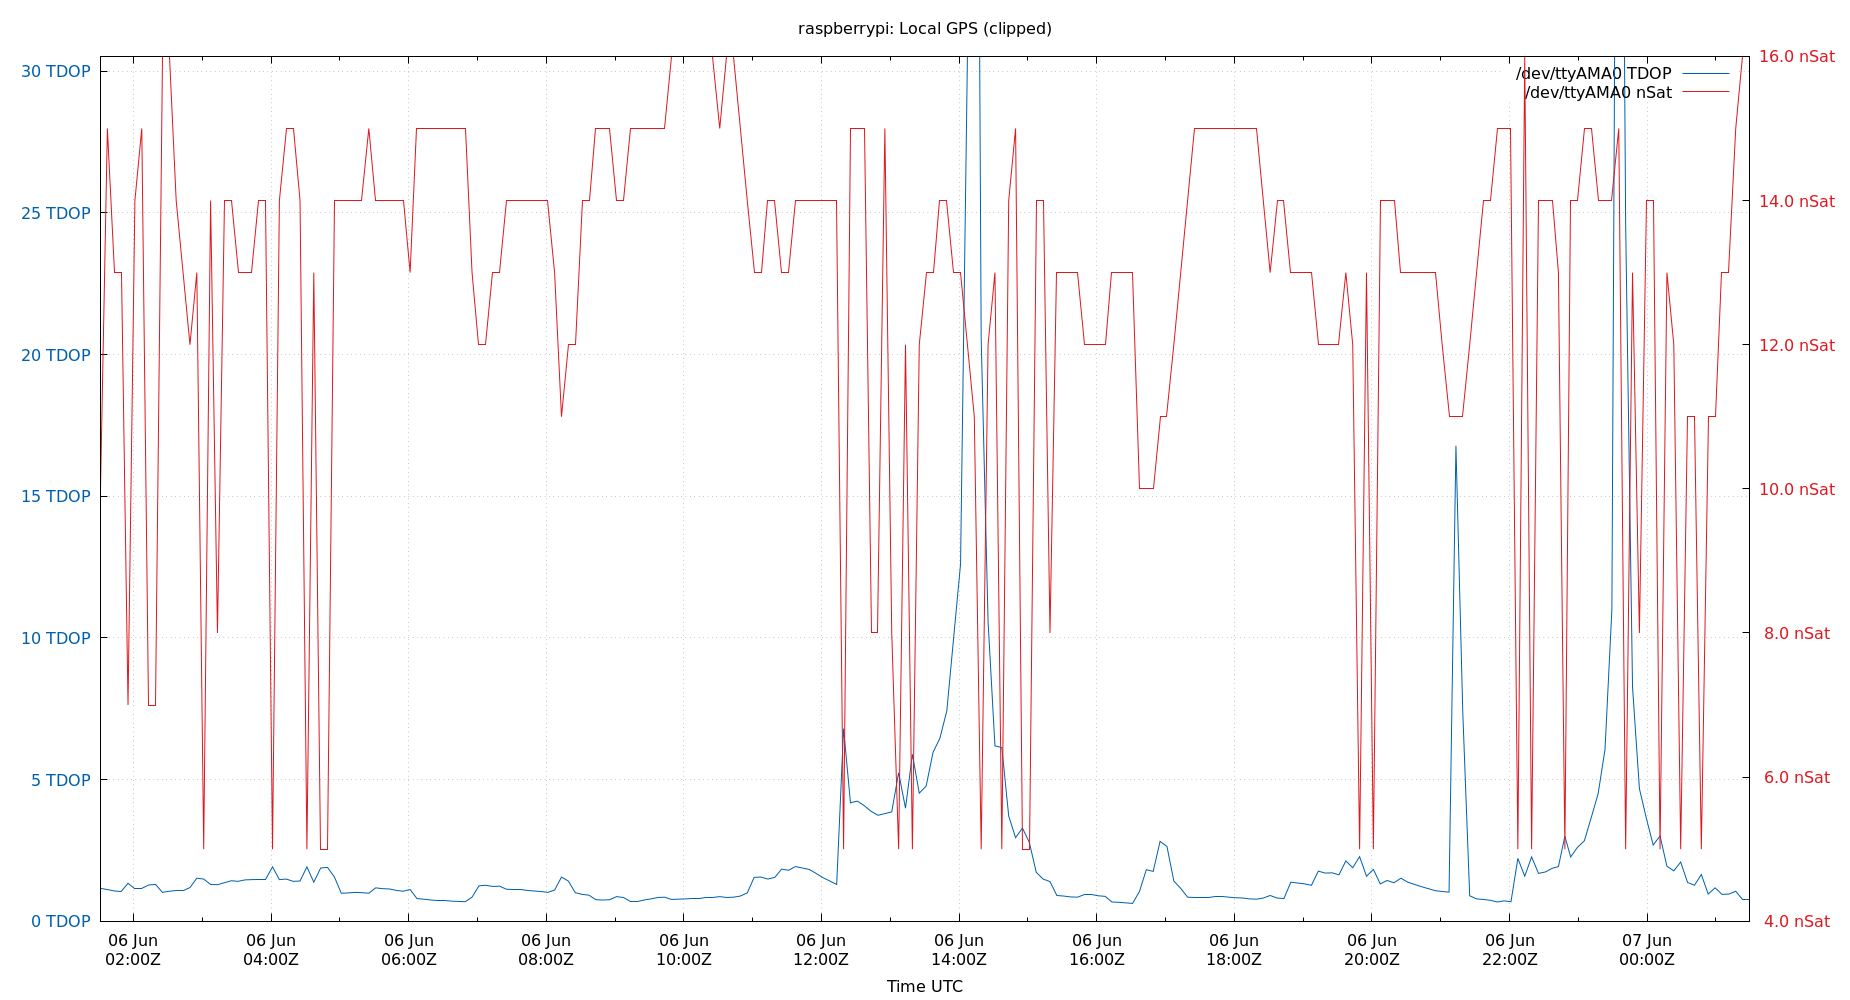 raspberrypi: Local GPS (clipped)
30 TDOP
25 TDOP
20 TDOP
15 TDOP
10 TDOP
5 TDOP
0 TDOP
16.0 nSat
14.0 nSat
12.0 nSat
10.0 nSat
8.0 nSat
6.0 nSat
4.0 nSat
/dev/ttyAMA0 TDOP
/dev/ttyAMA0 nSat
06 Jun
02:00Z
06 Jun
04:00Z
06 Jun
06:00Z
06 Jun
08:00Z
06 Jun
10:00Z
06 Jun
12:00Z
06 Jun
14:00Z
06 Jun
16:00Z
06 Jun
18:00Z
06 Jun
20:00Z
06 Jun
22:00Z
07 Jun
00:00Z
Time UTC